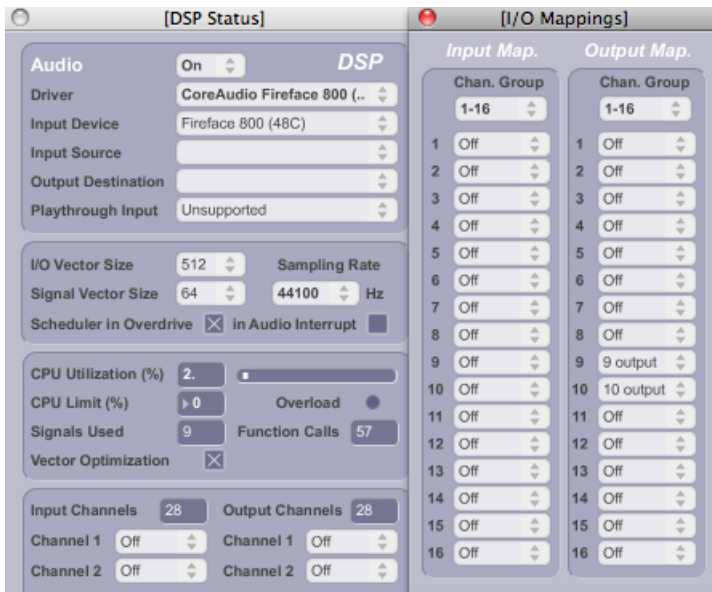 [DSP Status]
Audio On DSP
Driver CoreAudio Fireface 800 (..
Input Device Fireface 800 (48C)
Input Source
Output Destination
Playthrough Input Unsupported
I/O Vector Size 512 Sampling Rate
Signal Vector Size 64 44100 Hz
Scheduler in Overdrive in Audio Interrupt
CPU Utilization (%) 2.
CPU Limit (%) 0 Overload
Signals Used 9 Function Calls 57
Vector Optimization
Input Channels 28 Output Channels 28
Channel 1 Off Channel 1 Off
Channel 2 Off Channel 2 Off
[I/O Mappings]
Input Map. Output Map.
Chan. Group Chan. Group
1-16 1-16
1 Off 1 Off
2 Off 2 Off
3 Off 3 Off
4 Off 4 Off
5 Off 5 Off
6 Off 6 Off
7 Off 7 Off
8 Off 8 Off
9 Off 9 9 output
10 Off 10 10 output
11 Off 11 Off
12 Off 12 Off
13 Off 13 Off
14 Off 14 Off
15 Off 15 Off
16 Off 16 Off